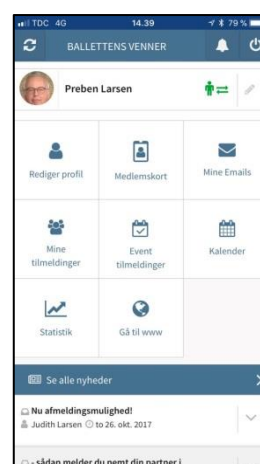 TDC 4G 14.39 79 %
BALLETTENS VENNER
Preben Larsen
Rediger profil
Medlemskort
Mine Emails
Mine
tilmeldinger
Event
tilmeldinger
Kalender
Statistik
Gå til www
Se alle nyheder
Nu afmeldingsmulighed!
Judith Larsen to 26. okt. 2017
- sådan melder du nemt din partner i